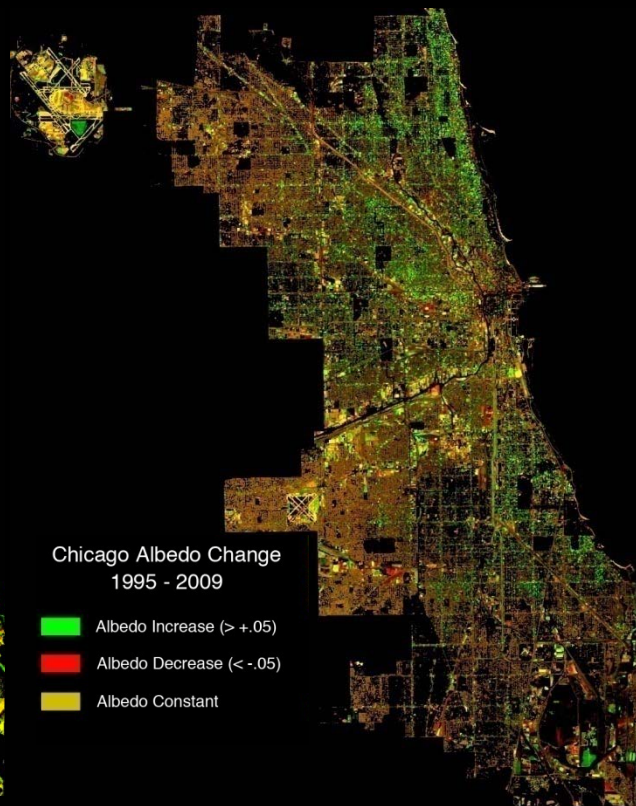 Chicago Albedo Change
1995 - 2009
Albedo Increase (> +.05)
Albedo Decrease (< -.05)
Albedo Constant